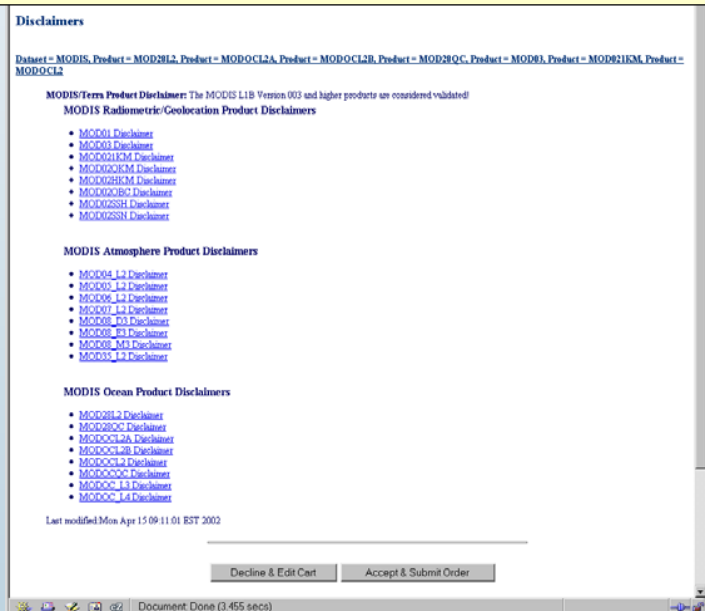 Disclaimers
Dataset = MODIS, Product = MOD28L2, Product = MODOCL2A, Product = MODOCL2B, Product = MOD28QC, Product = MOD03, Product = MOD021KM, Product =
MODOCL2
MODIS/Terra Product Disclaimer: The MODIS L1B Version 003 and higher products are considered validated!
MODIS Radiometric/Geolocation Product Disclaimers
MOD01 Disclaimer
MOD03 Disclaimer
MOD021KM Disclaimer
MOD02QKM Disclaimer
MOD02HKM Disclaimer
MOD02OBC Disclaimer
MOD02SSH Disclaimer
MOD02SSN Disclaimer
MODIS Atmosphere Product Disclaimers
MOD04_L2 Disclaimer
MOD05_L2 Disclaimer
MOD06_L2 Disclaimer
MOD07_L2 Disclaimer
MOD08_D3 Disclaimer
MOD08_E3 Disclaimer
MOD08_M3 Disclaimer
MOD35_L2 Disclaimer
MODIS Ocean Product Disclaimers
MOD28L2 Disclaimer
MOD28QC Disclaimer
MODOCL2A Disclaimer
MODOCL2B Disclaimer
MODOCL2 Disclaimer
MODOCQC Disclaimer
MODOC_L3 Disclaimer
MODOC_L4 Disclaimer
Last modified:Mon Apr 15 09:11:01 EST 2002
Decline & Edit Cart Accept & Submit Order
Document: Done (3.455 secs)